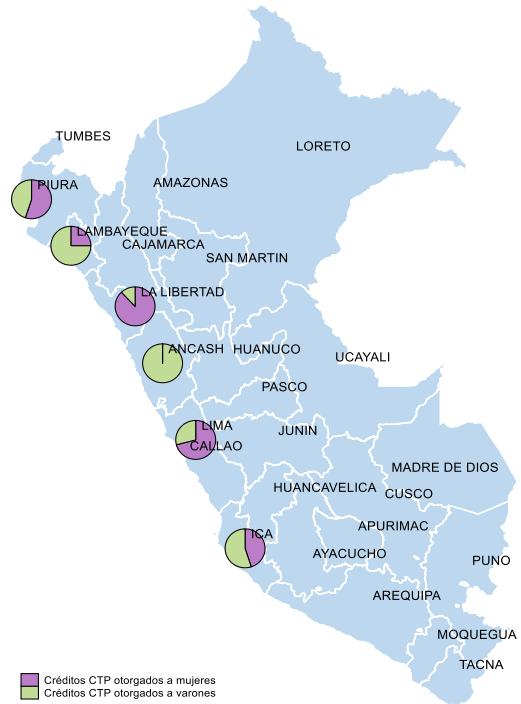 TUMBES
LORETO
PIURA
AMAZONAS
LAMBAYEQUE
CAJAMARCA
SAN MARTIN
LA LIBERTAD
ANCASH
HUANUCO
UCAYALI
PASCO
LIMA
JUNIN
CALLAO
MADRE DE DIOS
HUANCAVELICA
CUSCO
APURIMAC
ICA
AYACUCHO
PUNO
AREQUIPA
MOQUEGUA
TACNA
Créditos CTP otorgados a mujeres
Créditos CTP otorgados a varones